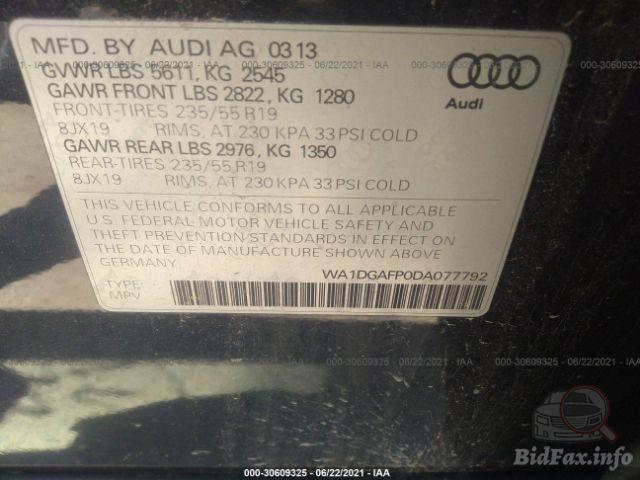 MFD. BY AUDI AG 0313
GVWR LBS 5611, KG 2545
GAWR FRONT LBS 2822, KG 1280
FRONT-TIRES 235/55 R19
8JX19 RIMS, AT 230 KPA 33 PSI COLD
GAWR REAR LBS 2976, KG 1350
REAR-TIRES 235/55 R19
8JX19 RIMS, AT 230 KPA 33 PSI COLD
Audi
THIS VEHICLE CONFORMS TO ALL APPLICABLE
U.S. FEDERAL MOTOR VEHICLE SAFETY AND
THEFT PREVENTION STANDARDS IN EFFECT ON
THE DATE OF MANUFACTURE SHOWN ABOVE
GERMANY WA1DGAFP0DA077792
TYPE:
MPV
000-30609325 - 06/22/2021 - IAA
BidFax.info